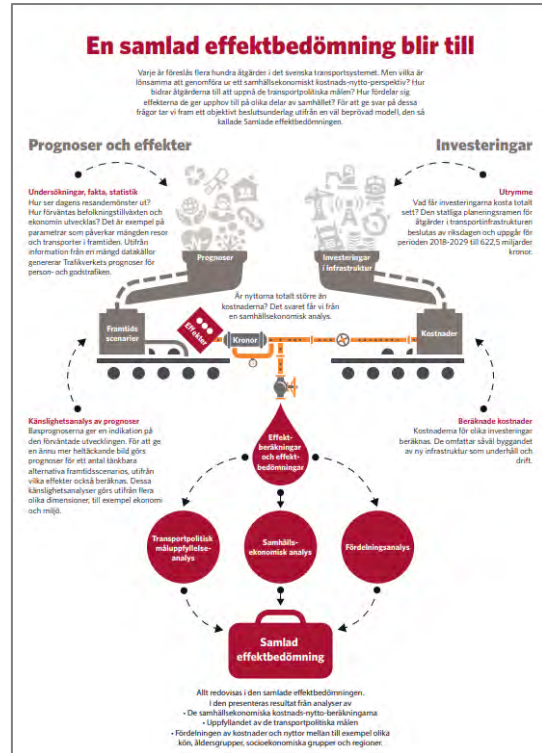 En samlad effektbedömning blir till
Varje år föreslås flera hundra åtgärder i det svenska transportsystemet. Men vilka är
lönsamma att genomföra ur ett samhällsekonomiskt kostnads-nytto-perspektiv? Hur
bidrar åtgärderna till att uppnå de transportpolitiska målen? Hur fördelar sig
effekterna de ger upphov till på olika delar av samhället? För att ge svar på dessa
frågor tar vi fram ett objektivt beslutsunderlag utifrån en väl beprövad modell, den så
kallade Samlade effektbedömningen.
Prognoser och effekter
Undersökningar, fakta, statistik
Hur ser dagens resandemönster ut?
Hur förväntas befolkningstillväxten och
ekonomin utvecklas? Det är exempel på
parametrar som påverkar mängden resor
och transporter i framtiden. Utifrån
information från en mängd datakällor
genererar Trafikverkets prognoser för
person- och godstrafiken.
Investeringar
Utrymme
Vad får investeringarna kosta totalt
sett? Den statliga planeringsramen för
åtgärder i transportinfrastrukturen
beslutas av riksdagen och uppgår för
perioden 2018-2029 till 622,5 miljarder
kronor.
Prognoser
Investeringar
i infrastruktur
Är nyttorna totalt större än
kostnaderna? Det svaret får vi från
en samhällsekonomisk analys.
Framtids
scenarier
Effekter
Kronor
Kostnader
Känslighetsanalys av prognoser
Basprognoserna ger en indikation på
den förväntade utvecklingen. För att ge
en ännu mer heltäckande bild görs
prognoser för ett antal tänkbara
alternativa framtidsscenarios, utifrån
vilka effekter också beräknas. Dessa
känslighetsanalyser görs utifrån flera
olika dimensioner, till exempel ekonomi
och miljö.
Beräknade kostnader
Kostnaderna för olika investeringar
beräknas. De omfattar såväl byggandet
av ny infrastruktur som underhåll och
drift.
Effekt-
beräkningar
och effekt-
bedömningar
Transportpolitisk
måluppfyllelse-
analys
Samhälls-
ekonomisk analys
Fördelningsanalys
Samlad
effektbedömning
Allt redovisas i den samlade effektbedömningen.
I den presenteras resultat från analyser av
• De samhällsekonomiska kostnads-nytto-beräkningarna
• Uppfyllandet av de transportpolitiska målen
• Fördelningen av kostnader och nyttor mellan till exempel olika
kön, åldersgrupper, socioekonomiska grupper och regioner.